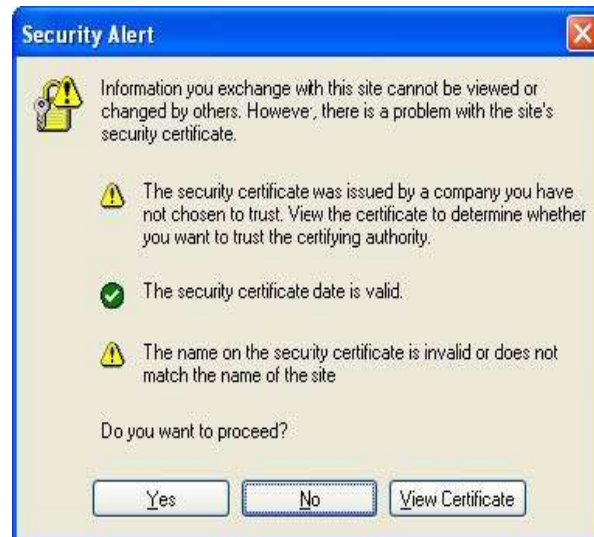 Security Alert
Information you exchange with this site cannot be viewed or
changed by others. However, there is a problem with the site's
security certificate.
The security certificate was issued by a company you have
not chosen to trust. View the certificate to determine whether
you want to trust the certifying authority.
The security certificate date is valid.
The name on the security certificate is invalid or does not
match the name of the site
Do you want to proceed?
Yes No View Certificate